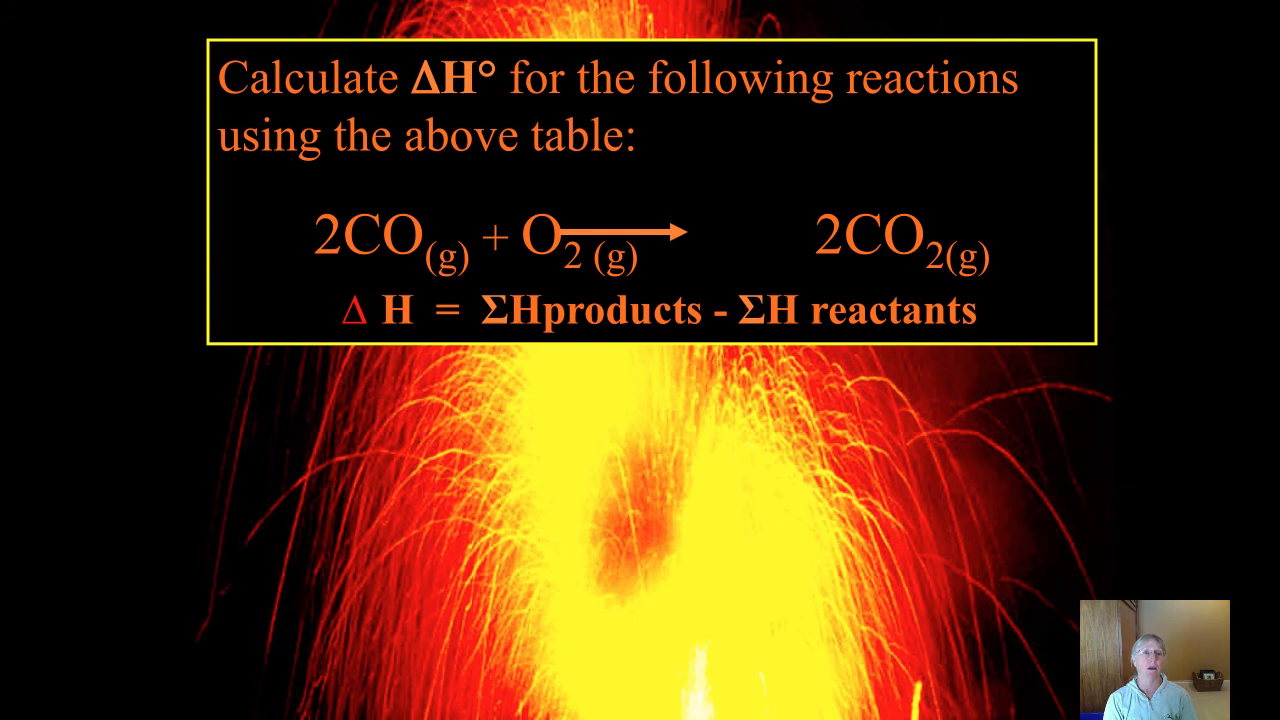 Calculate ΔH° for the following reactions
using the above table:
2CO(g) + O2 (g) → 2CO2(g)
Δ H = ΣHproducts - ΣH reactants